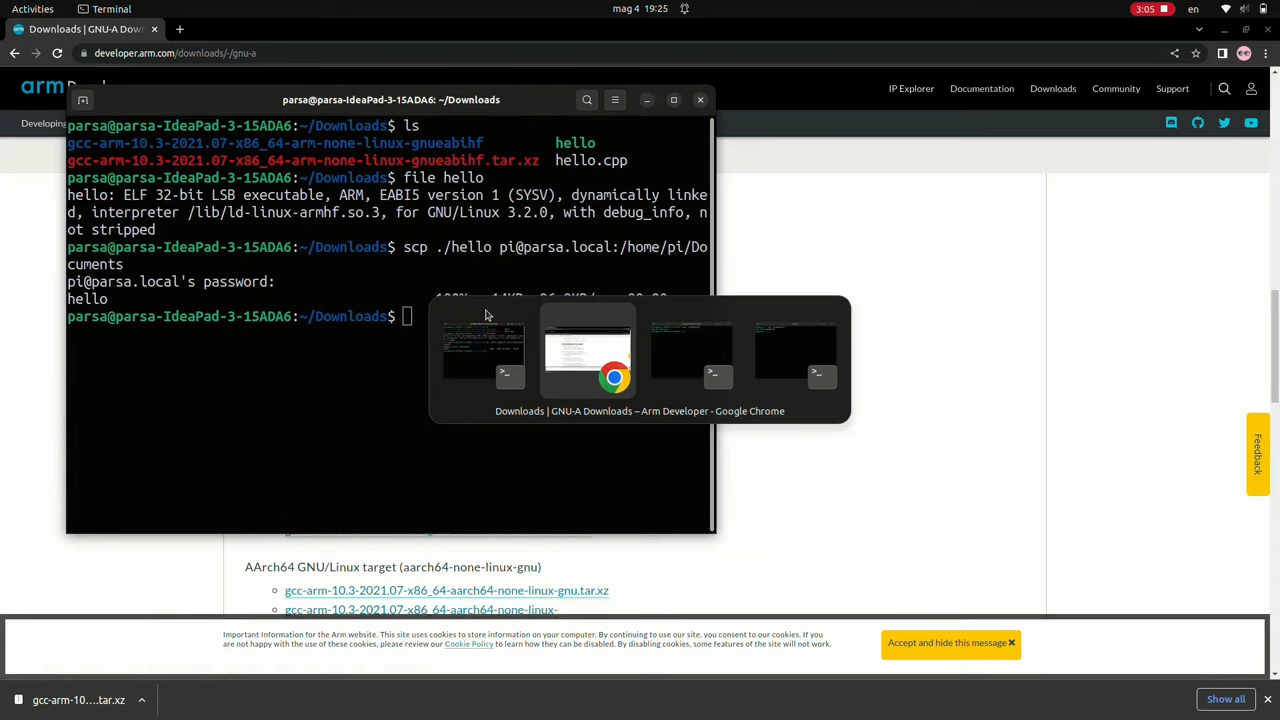 Activities
Terminal
mag 4 19:25
3:05
en
Downloads | GNU-A Dow
developer.arm.com/downloads/-/gnu-a
arm
IP Explorer
Documentation
Downloads
Community
Support
Developing
parsa@parsa-IdeaPad-3-15ADA6: ~/Downloads
parsa@parsa-IdeaPad-3-15ADA6:~/Downloads$ ls
gcc-arm-10.3-2021.07-x86_64-arm-none-linux-gnueabihf hello
gcc-arm-10.3-2021.07-x86_64-arm-none-linux-gnueabihf.tar.xz hello.cpp
parsa@parsa-IdeaPad-3-15ADA6:~/Downloads$ file hello
hello: ELF 32-bit LSB executable, ARM, EABI5 version 1 (SYSV), dynamically linke
d, interpreter /lib/ld-linux-armhf.so.3, for GNU/Linux 3.2.0, with debug_info, n
ot stripped
parsa@parsa-IdeaPad-3-15ADA6:~/Downloads$ scp ./hello pi@parsa.local:/home/pi/Do
cuments
pi@parsa.local's password:
hello
parsa@parsa-IdeaPad-3-15ADA6:~/Downloads$
Downloads | GNU-A Downloads – Arm Developer - Google Chrome
Feedback
AArch64 GNU/Linux target (aarch64-none-linux-gnu)
gcc-arm-10.3-2021.07-x86_64-aarch64-none-linux-gnu.tar.xz
gcc-arm-10.3-2021.07-x86_64-aarch64-none-linux-
Important Information for the Arm website. This site uses cookies to store information on your computer. By continuing to use our site, you consent to our cookies. If you
are not happy with the use of these cookies, please review our Cookie Policy to learn how they can be disabled. By disabling cookies, some features of the site will not work.
Accept and hide this message
gcc-arm-10....tar.xz
Show all